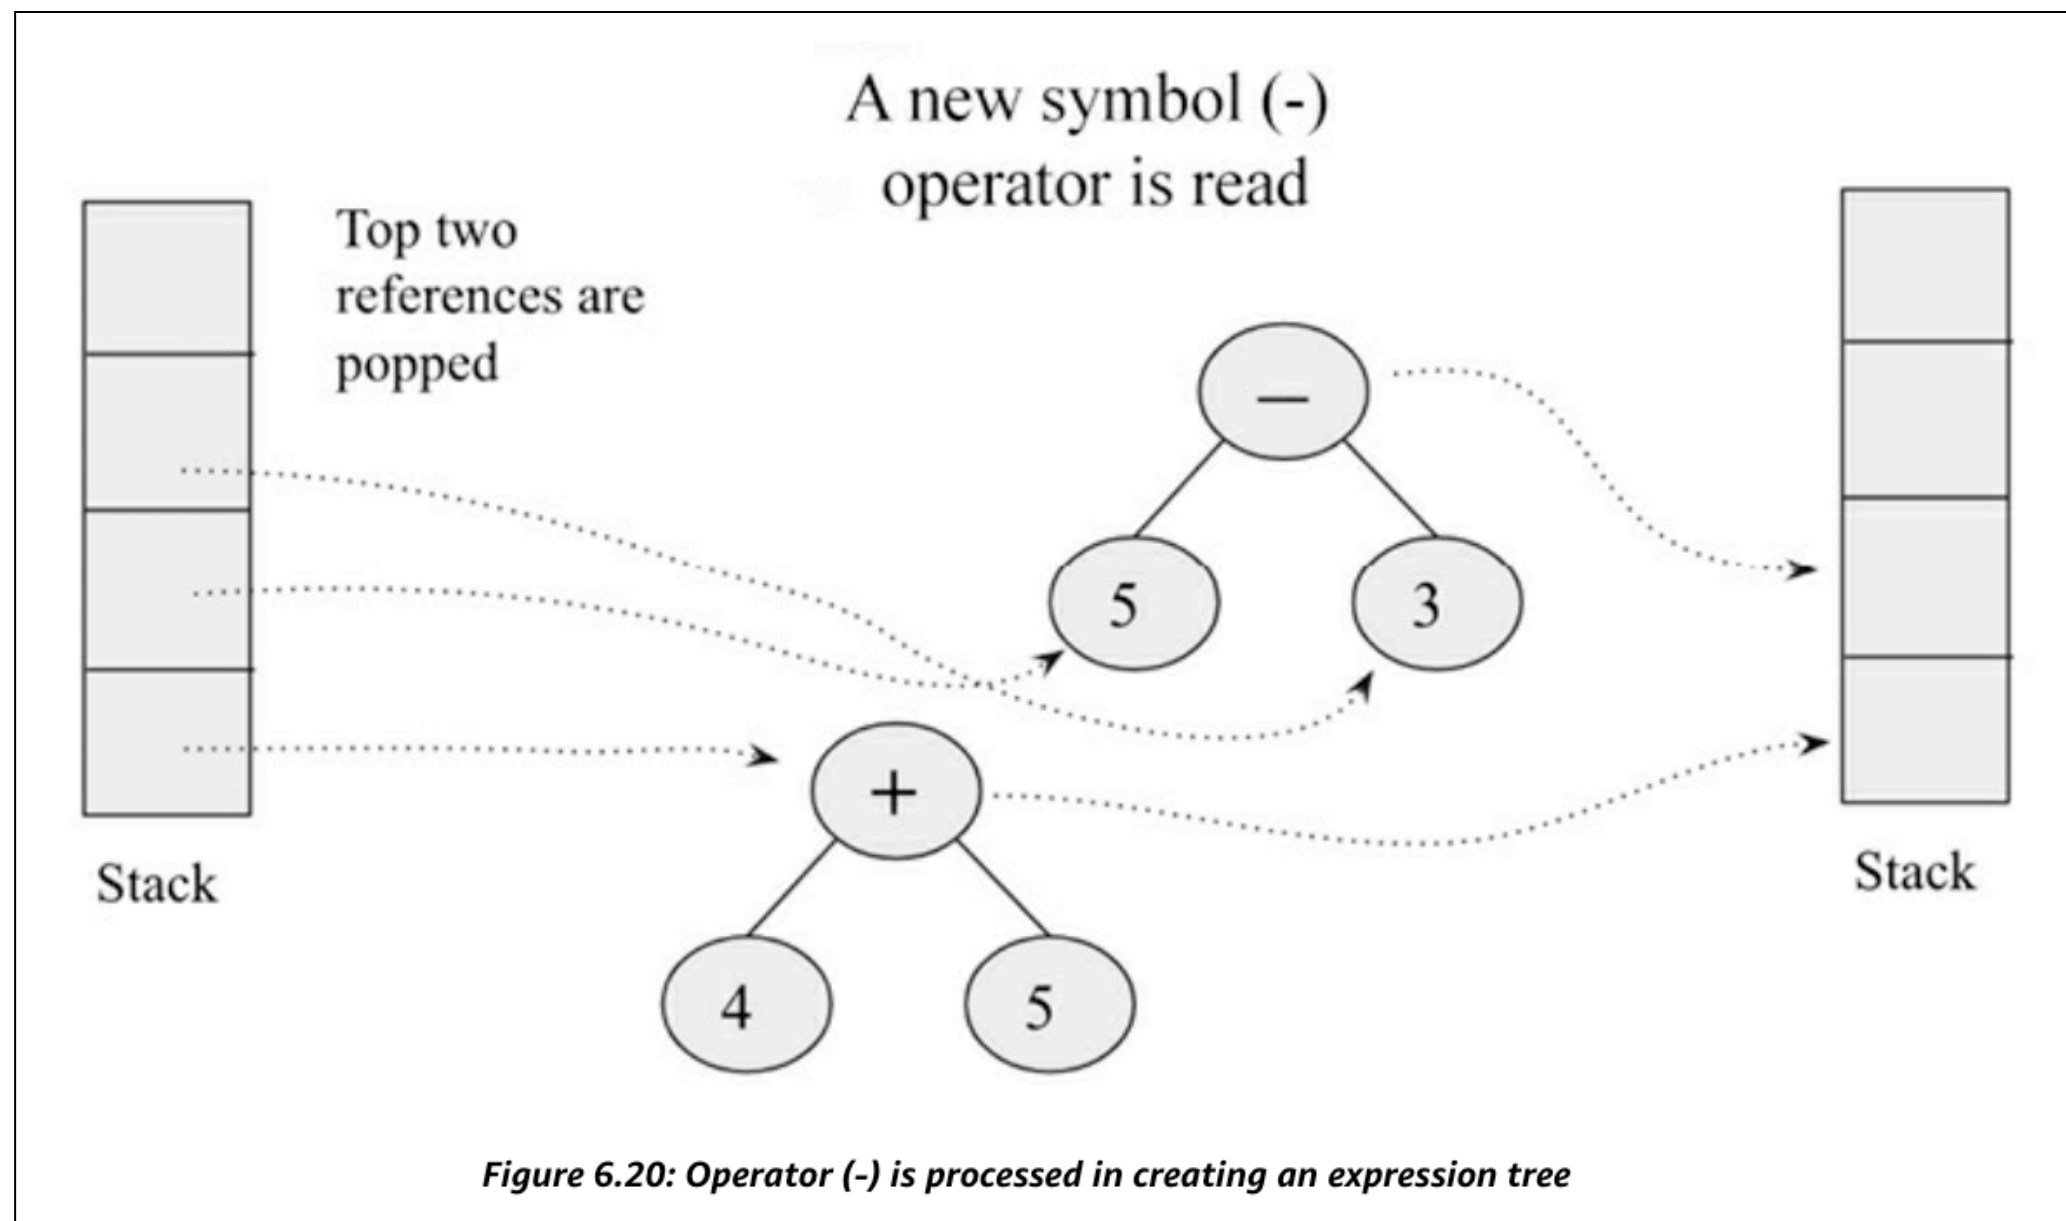 A new symbol (-)
operator is read
Top two
references are
popped
–
5
3
+
4
5
Stack
Stack
Figure 6.20: Operator (-) is processed in creating an expression tree